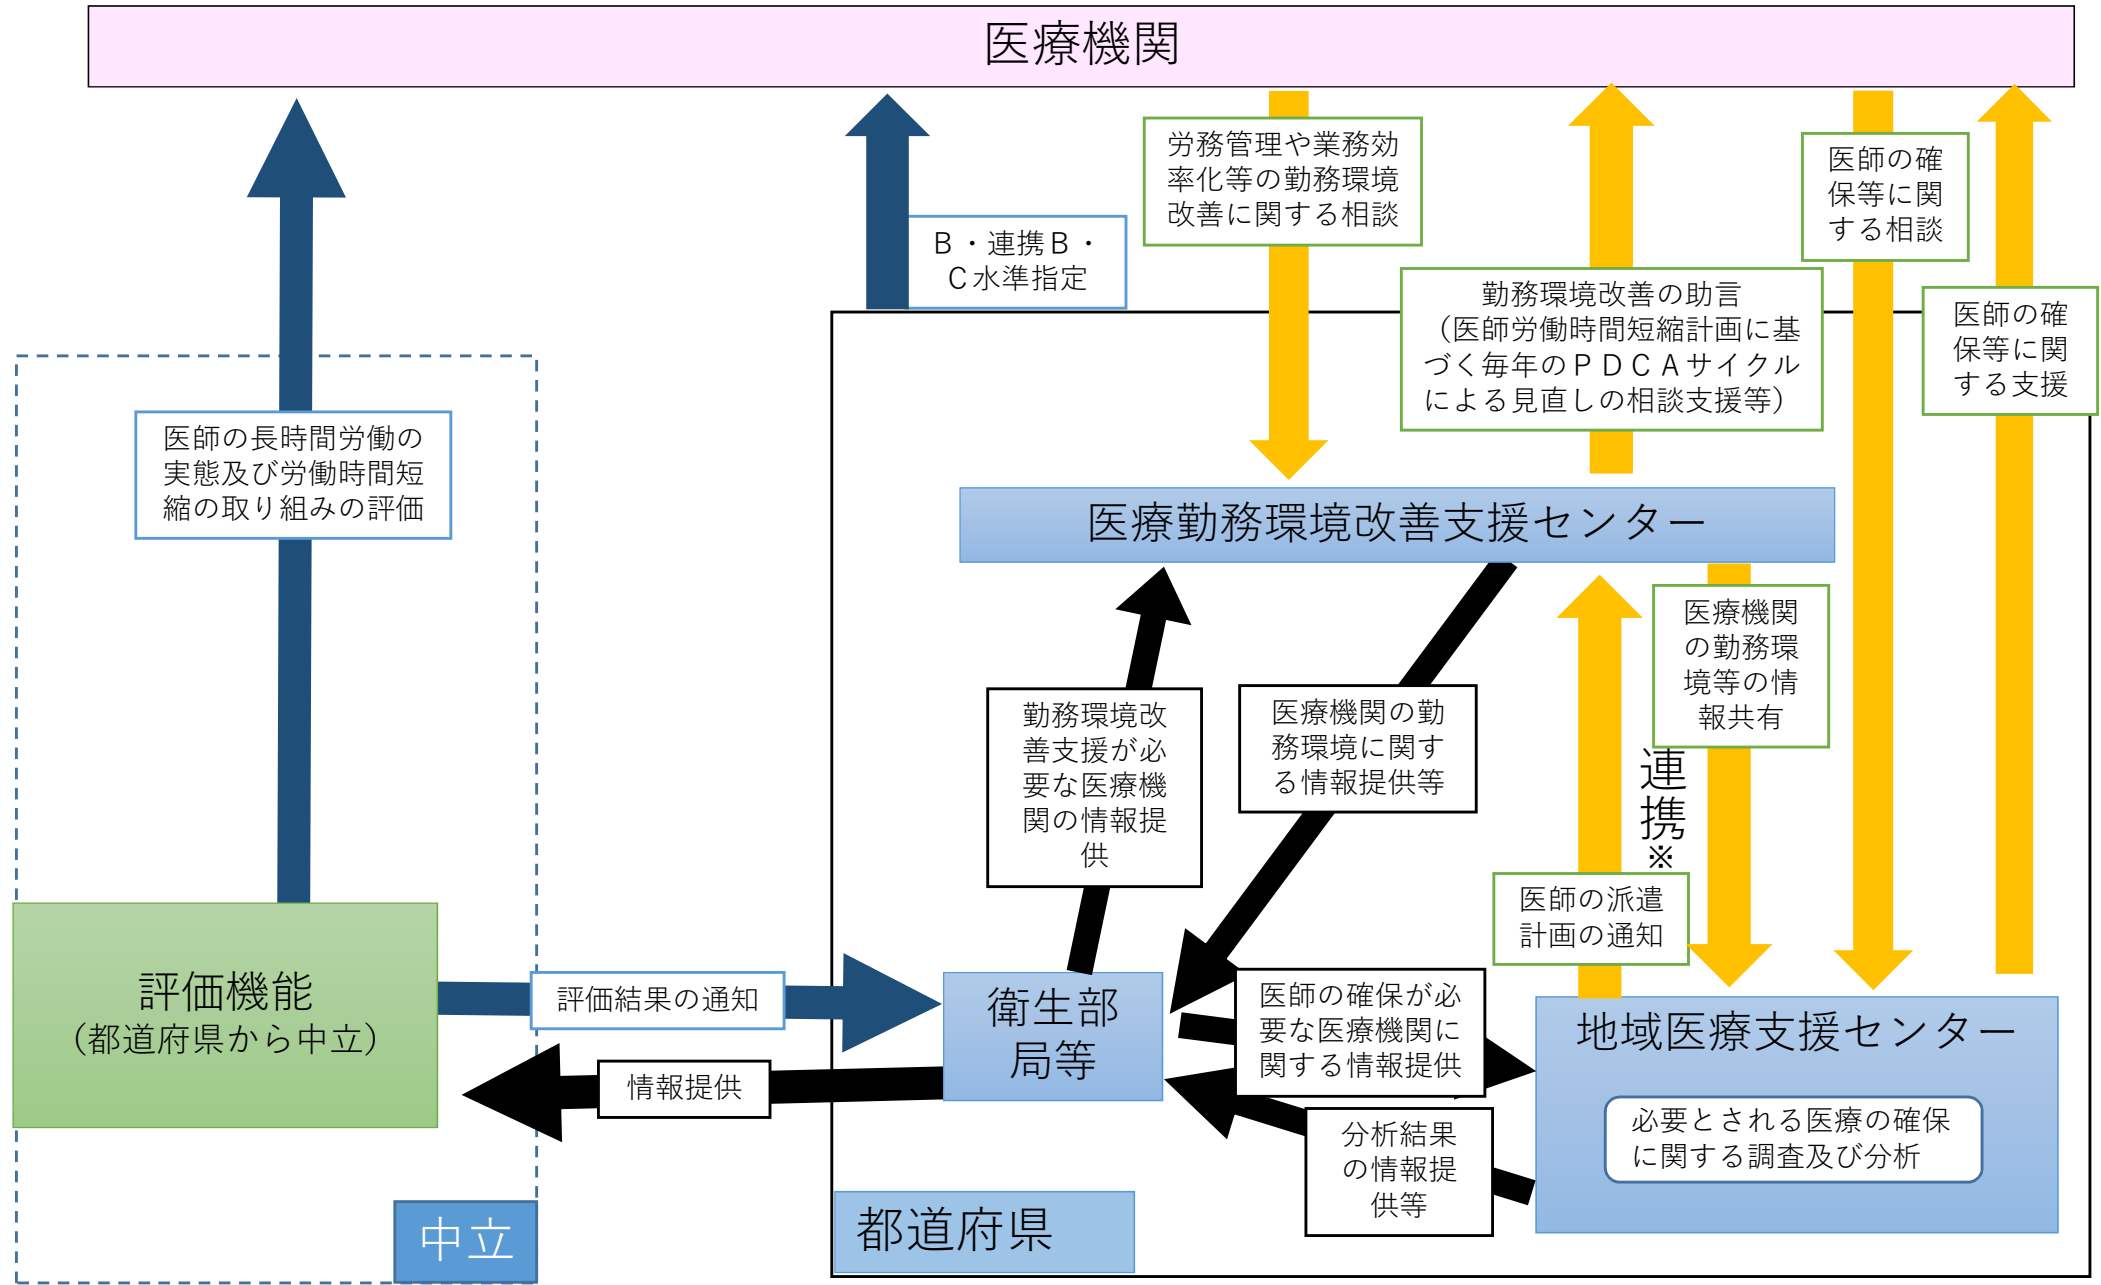 医療機関
労務管理や業務効
率化等の勤務環境
改善に関する相談
医師の確
保等に関
する相談
Ｂ・連携Ｂ・
Ｃ水準指定
勤務環境改善の助言
（医師労働時間短縮計画に基
づく毎年のＰＤＣＡサイクル
による見直しの相談支援等）
医師の確
保等に関
する支援
医師の長時間労働の
実態及び労働時間短
縮の取り組みの評価
医療勤務環境改善支援センター
医療機関
の勤務環
境等の情
報共有
勤務環境改
善支援が必
要な医療機
関の情報提
供
医療機関の勤
務環境に関す
る情報提供等
連携※
医師の派遣
計画の通知
評価機能
（都道府県から中立）
評価結果の通知
衛生部
局等
医師の確保が必
要な医療機関に
関する情報提供
地域医療支援センター
情報提供
必要とされる医療の確保
に関する調査及び分析
分析結果
の情報提
供等
中立
都道府県